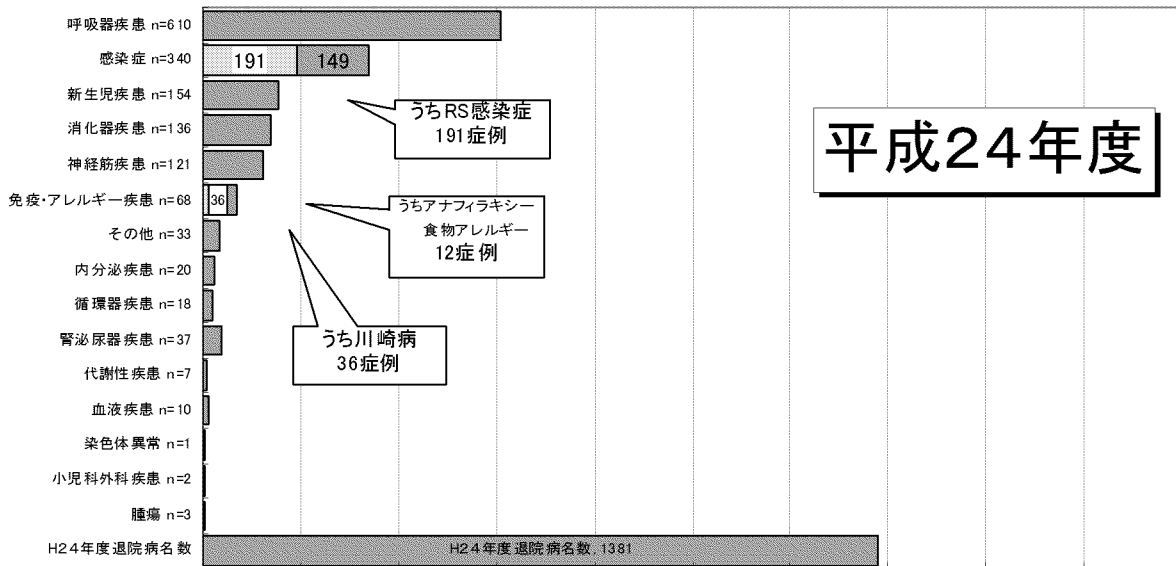 呼吸器疾患 n=610
感染症 n=340
191 149
新生児疾患 n=154
うちRS感染症
191症例
平成24年度
消化器疾患 n=136
神経筋疾患 n=121
免疫・アレルギー疾患 n=68
36
うちアナフィラキシー
食物アレルギー
12症例
その他 n=33
内分泌疾患 n=20
循環器疾患 n=18
腎泌尿器疾患 n=37
うち川崎病
36症例
代謝性疾患 n=7
血液疾患 n=10
染色体異常 n=1
小児科外科疾患 n=2
腫瘍 n=3
H24年度退院病名数
H24年度退院病名数, 1381